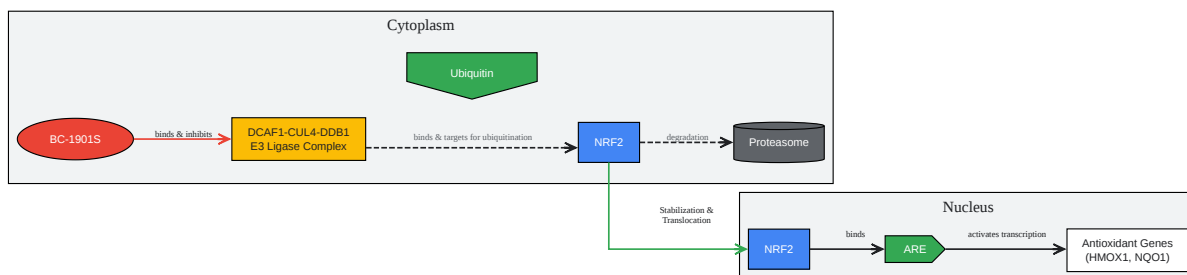 Cytoplasm
Ubiquitin
BC-1901S
binds & inhibits
DCAF1-CUL4-DDB1
E3 Ligase Complex
binds & targets for ubiquitination
NRF2
degradation
Proteasome
Stabilization &
Translocation
Nucleus
NRF2
binds
ARE
activates transcription
Antioxidant Genes
(HMOX1, NQO1)